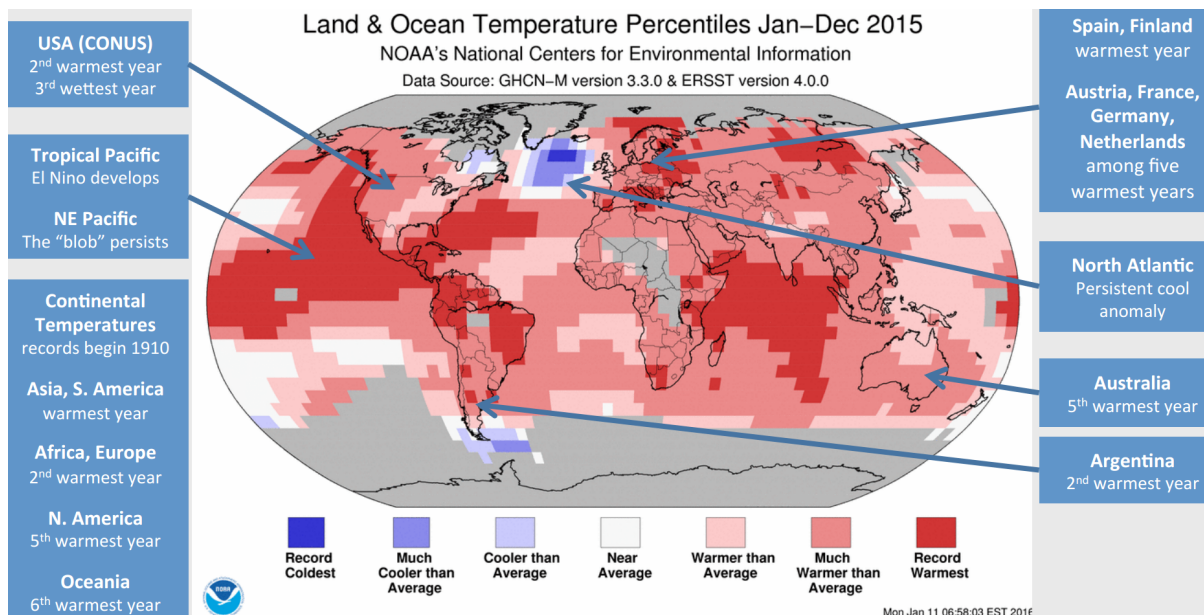 Land & Ocean Temperature Percentiles Jan–Dec 2015
NOAA's National Centers for Environmental Information
Data Source: GHCN–M version 3.3.0 & ERSST version 4.0.0
USA (CONUS)
2nd warmest year
3rd wettest year
Tropical Pacific
El Nino develops
NE Pacific
The “blob” persists
Continental
Temperatures
records begin 1910
Asia, S. America
warmest year
Africa, Europe
2nd warmest year
N. America
5th warmest year
Oceania
6th warmest year
Spain, Finland
warmest year
Austria, France,
Germany,
Netherlands
among five
warmest years
North Atlantic
Persistent cool
anomaly
Australia
5th warmest year
Argentina
2nd warmest year
Record
Coldest
Much
Cooler than
Average
Cooler than
Average
Near
Average
Warmer than
Average
Much
Warmer than
Average
Record
Warmest
NOAA
Mon Jan 11 06:58:03 EST 2016